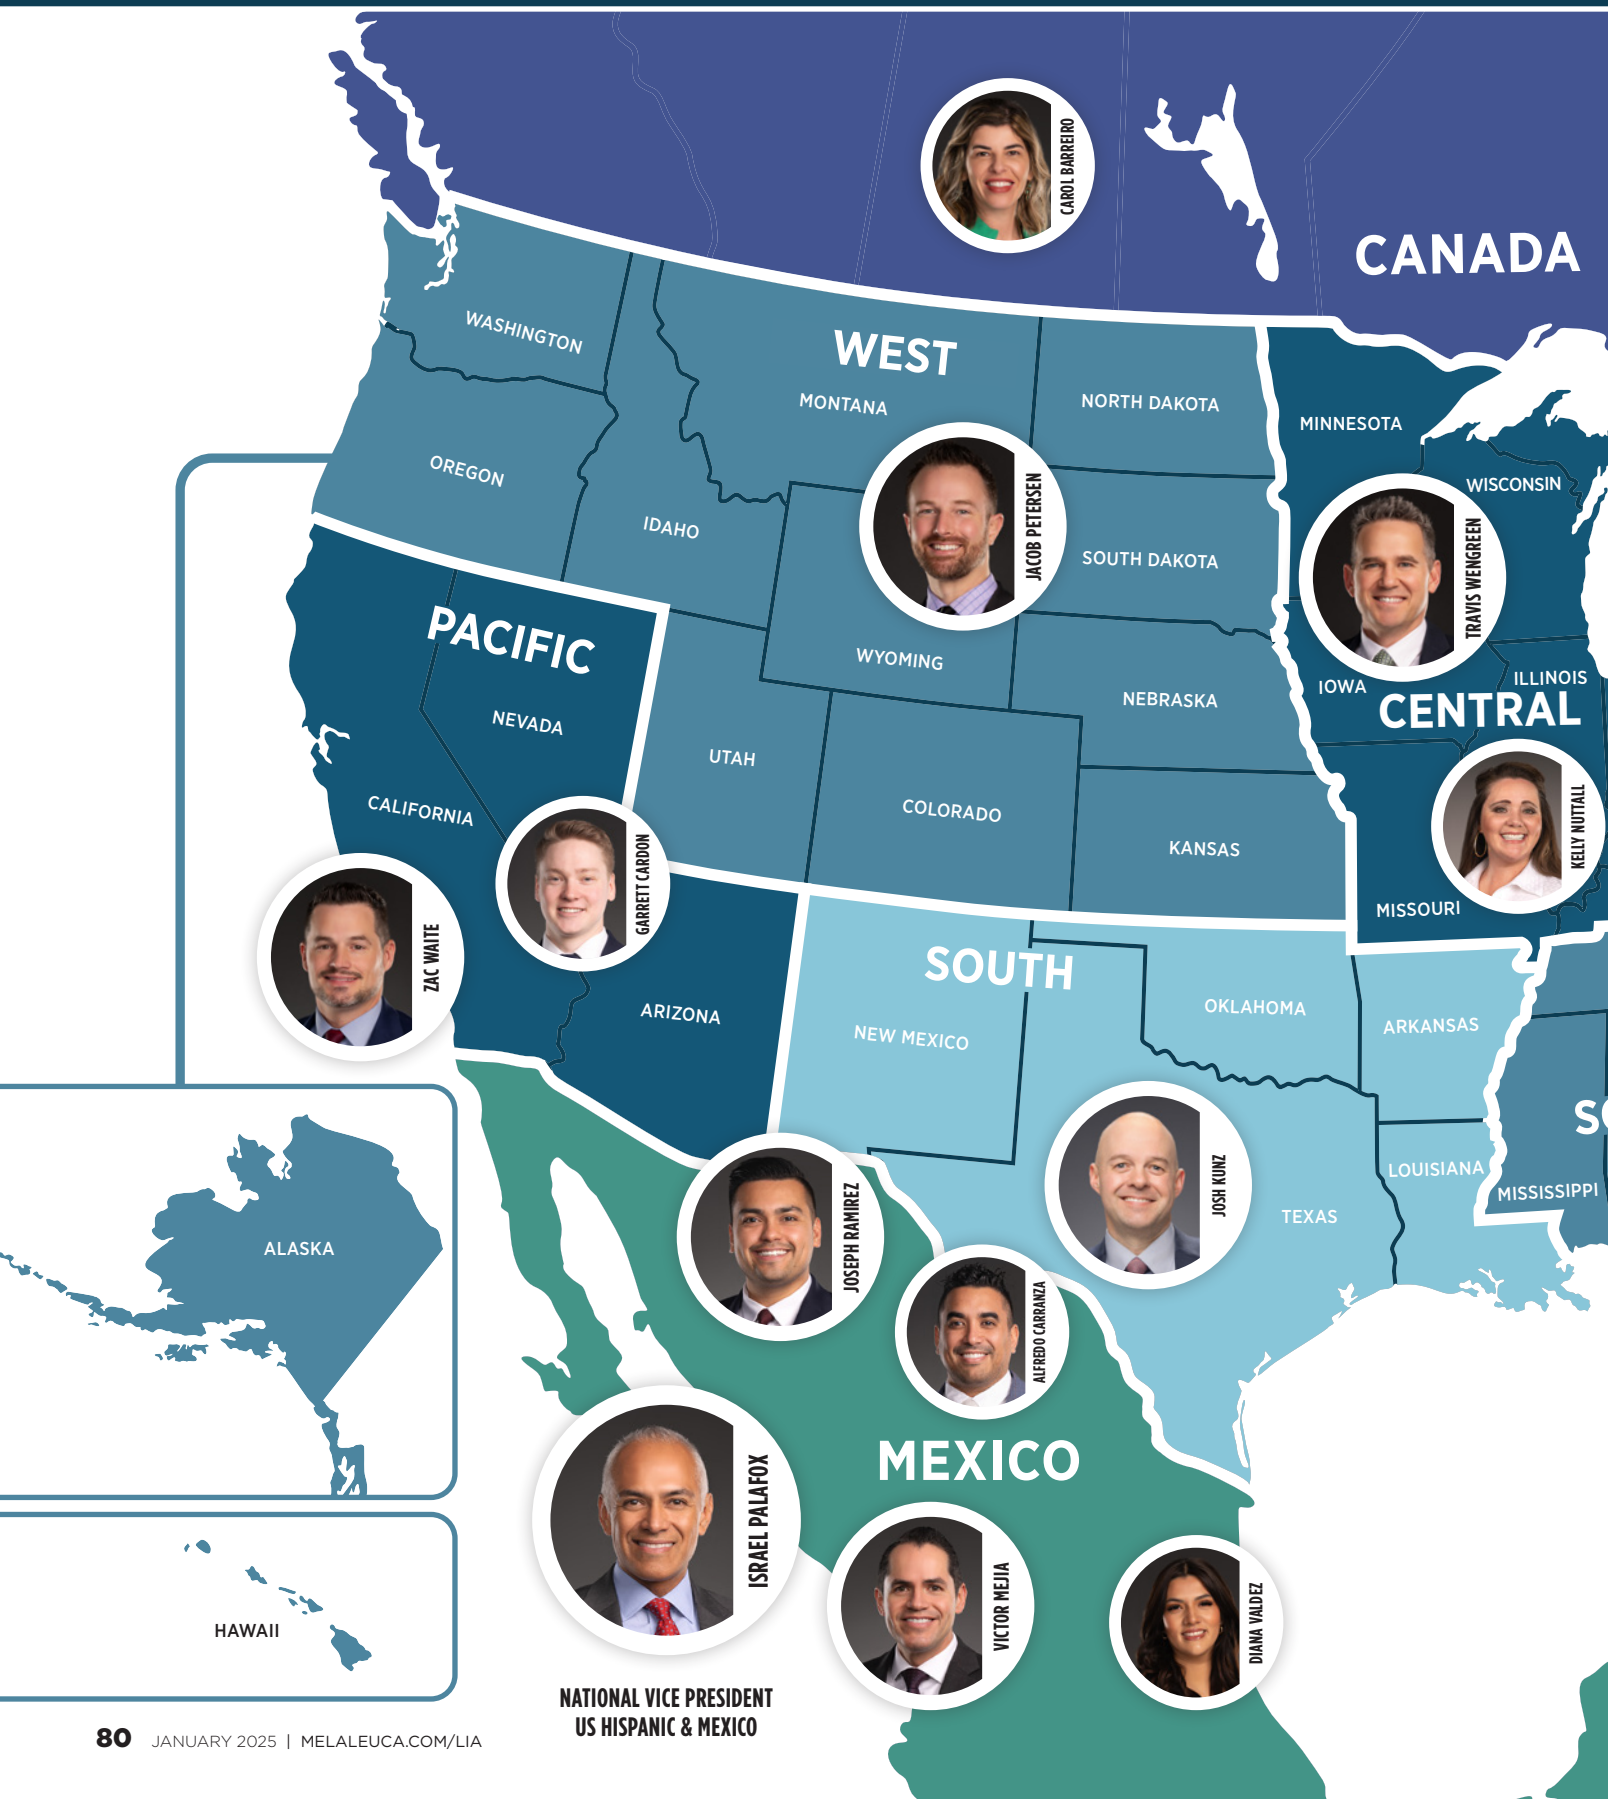 CAROL BARREIRO
CANADA
WASHINGTON
WEST
MONTANA
NORTH DAKOTA
MINNESOTA
OREGON
WISCONSIN
IDAHO
JACOB PETERSEN
SOUTH DAKOTA
TRAVIS WENGREEN
PACIFIC
WYOMING
IOWA
ILLINOIS
NEBRASKA
CENTRAL
NEVADA
UTAH
CALIFORNIA
COLORADO
KANSAS
KELLY NUTTALL
GARRETT CARDON
MISSOURI
ZAC WAITE
SOUTH
ARIZONA
NEW MEXICO
OKLAHOMA
ARKANSAS
SO
LOUISIANA
MISSISSIPPI
JOSEPH RAMIREZ
JOSH KUNZ
TEXAS
ALASKA
ALFREDO CARRANZA
MEXICO
ISRAEL PALAFOX
VICTOR MEJIA
DIANA VALDEZ
HAWAII
NATIONAL VICE PRESIDENT
US HISPANIC & MEXICO
80 JANUARY 2025 | MELALEUCA.COM/LIA